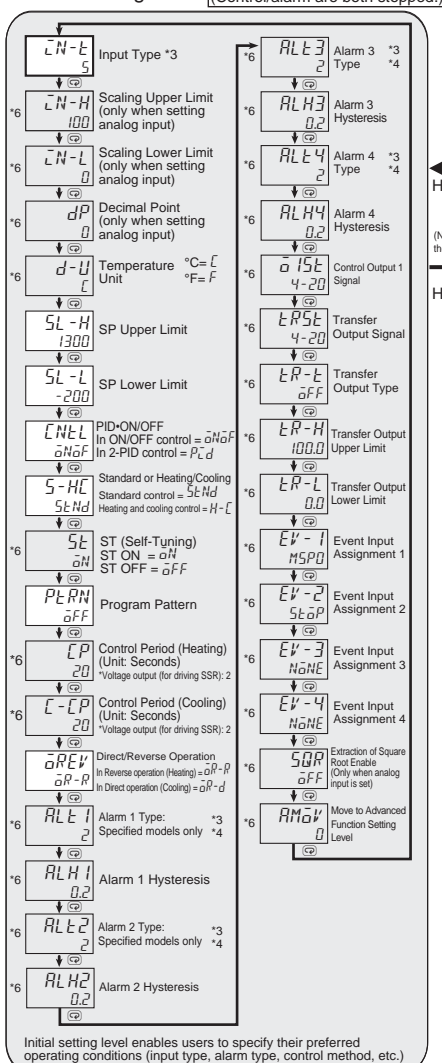 (Control/alarm are both stopped.)
IN-T
5
Input Type *3
*6
IN-H
100
Scaling Upper Limit
(only when setting
analog input)
*6
IN-L
0
Scaling Lower Limit
(only when setting
analog input)
*6
dP
0
Decimal Point
(only when setting
analog input)
*6
d-U
C
Temperature °C= C
Unit °F= F
SL-H
1300
SP Upper Limit
SL-L
-200
SP Lower Limit
CNTL
ONOF
PID•ON/OFF
In ON/OFF control = ONOF
In 2-PID control = PID
S-HC
STND
Standard or Heating/Cooling
Standard control = STND
Heating and cooling control = H-C
*6
ST
ON
ST (Self-Tuning)
ST ON = ON
ST OFF = OFF
PTRN
OFF
Program Pattern
*6
CP
20
Control Period (Heating)
(Unit: Seconds)
*Voltage output (for driving SSR): 2
*6
C-CP
20
Control Period (Cooling)
(Unit: Seconds)
*Voltage output (for driving SSR): 2
OREV
OR-R
Direct/Reverse Operation
In Reverse operation (Heating) = OR-R
In Direct operation (Cooling) = OR-d
*6
ALT1
2
Alarm 1 Type: *3
Specified models only *4
*6
ALH1
0.2
Alarm 1 Hysteresis
*6
ALT2
2
Alarm 2 Type: *3
Specified models only *4
*6
ALH2
0.2
Alarm 2 Hysteresis
*6
ALT3
2
Alarm 3 *3
Type *4
*6
ALH3
0.2
Alarm 3
Hysteresis
*6
ALT4
2
Alarm 4 *3
Type *4
*6
ALH4
0.2
Alarm 4
Hysteresis
*6
O1ST
4-20
Control Output 1
Signal
*6
TRST
4-20
Transfer
Output Signal
*6
TR-T
OFF
Transfer
Output Type
*6
TR-H
100.0
Transfer Output
Upper Limit
*6
TR-L
0.0
Transfer Output
Lower Limit
*6
EV-1
MSP0
Event Input
Assignment 1
*6
EV-2
STOP
Event Input
Assignment 2
*6
EV-3
NONE
Event Input
Assignment 3
*6
EV-4
NONE
Event Input
Assignment 4
*6
SQR
OFF
Extraction of Square
Root Enable
(Only when analog
input is set)
*6
AMOV
0
Move to Advanced
Function Setting
Level
Initial setting level enables users to specify their preferred
operating conditions (input type, alarm type, control method, etc.)